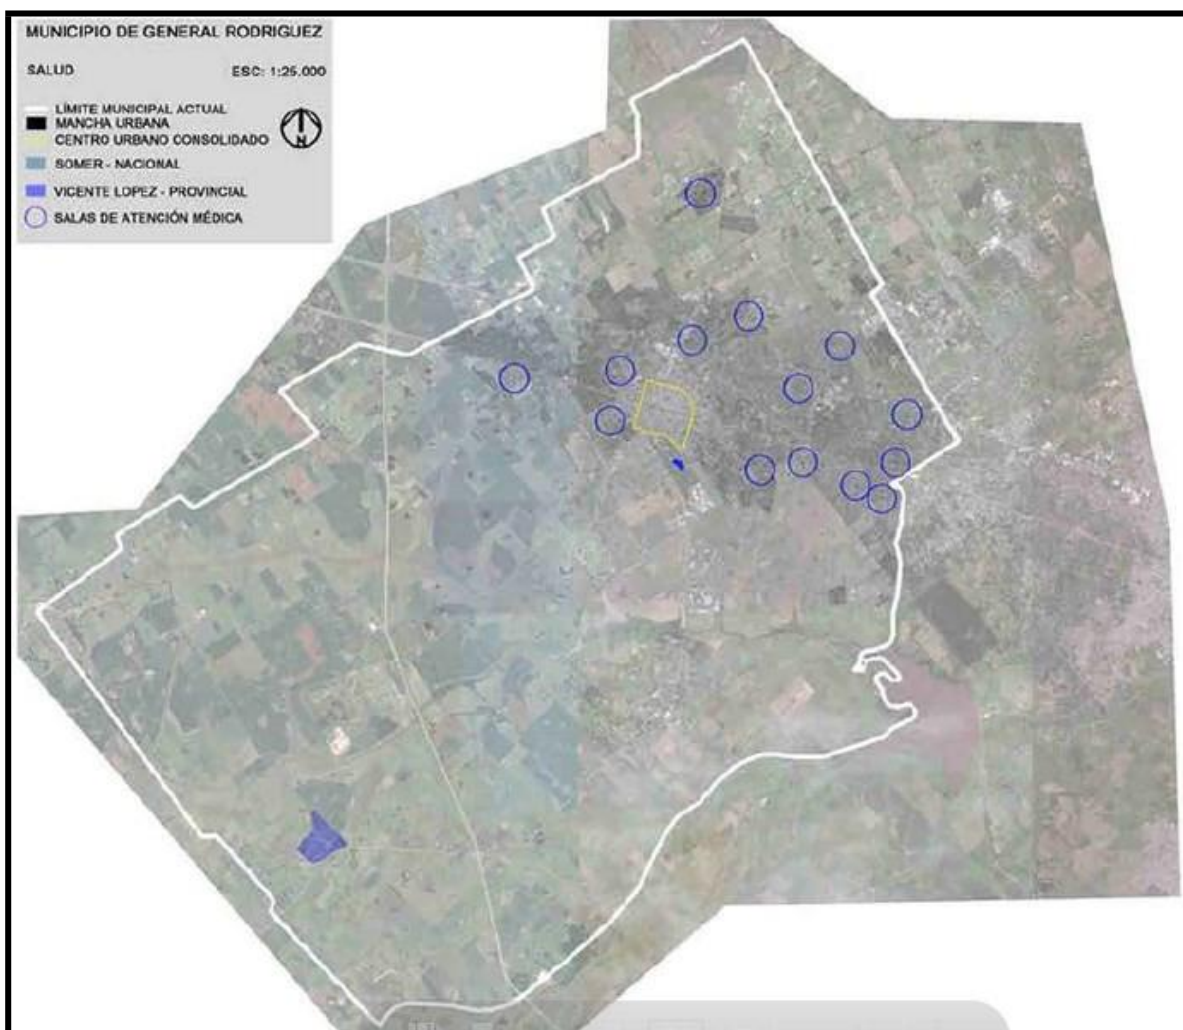 MUNICIPIO DE GENERAL RODRIGUEZ
SALUD ESC: 1:25.000
LÍMITE MUNICIPAL ACTUAL
MANCHA URBANA
CENTRO URBANO CONSOLIDADO
N
SOMER - NACIONAL
VICENTE LOPEZ - PROVINCIAL
SALAS DE ATENCIÓN MÉDICA